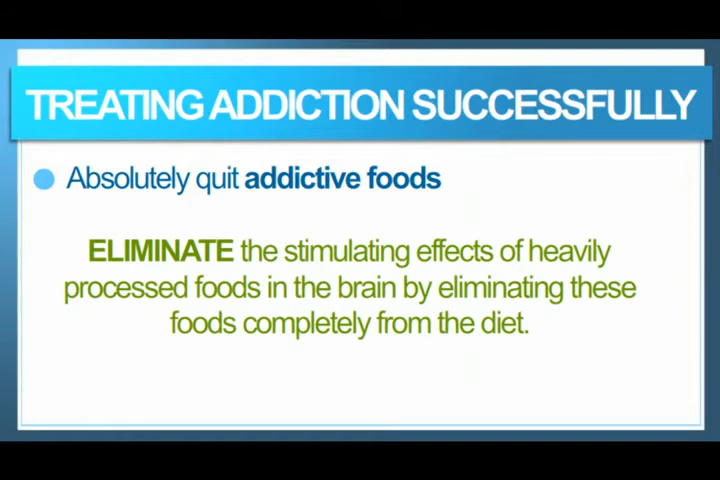 TREATING ADDICTION SUCCESSFULLY
Absolutely quit addictive foods
ELIMINATE the stimulating effects of heavily
processed foods in the brain by eliminating these
foods completely from the diet.